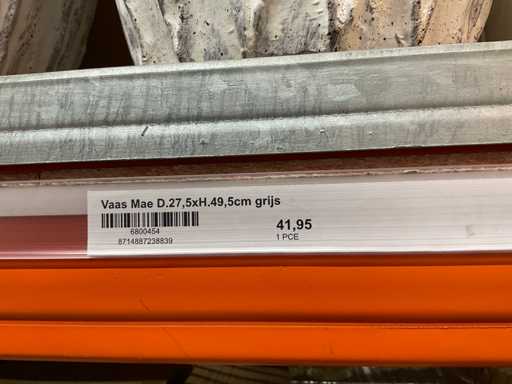 Vaas Mae D.27,5xH.49,5cm grijs
6800454
8714887238839
41,95
1 PCE